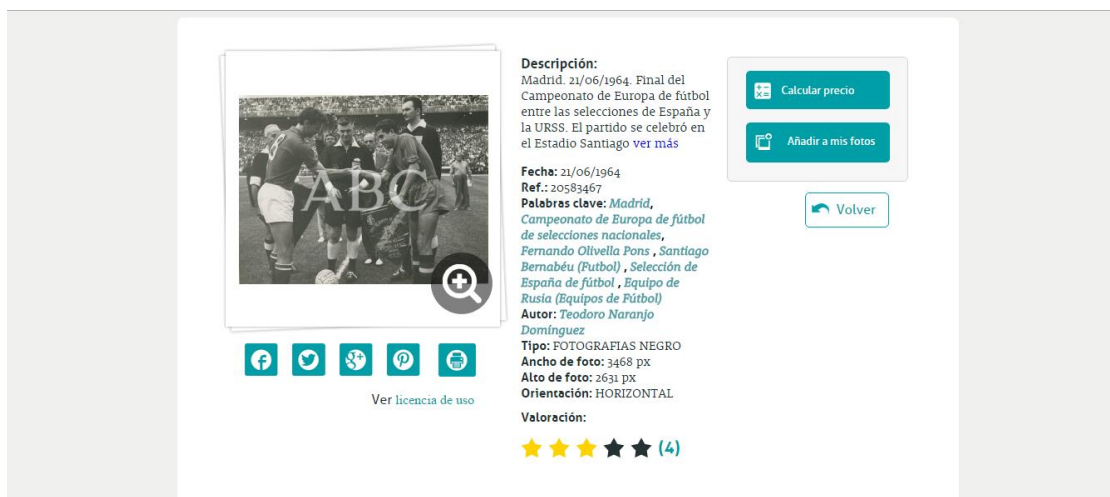 ABC
Ver licencia de uso
Descripción:
Madrid. 21/06/1964. Final del
Campeonato de Europa de fútbol
entre las selecciones de España y
la URSS. El partido se celebró en
el Estadio Santiago ver más
Fecha: 21/06/1964
Ref.: 20583467
Palabras clave: Madrid,
Campeonato de Europa de fútbol
de selecciones nacionales,
Fernando Olivella Pons , Santiago
Bernabéu (Futbol) , Selección de
España de fútbol , Equipo de
Rusia (Equipos de Fútbol)
Autor: Teodoro Naranjo
Domínguez
Tipo: FOTOGRAFIAS NEGRO
Ancho de foto: 3468 px
Alto de foto: 2631 px
Orientación: HORIZONTAL
Valoración:
(4)
Calcular precio
Añadir a mis fotos
Volver